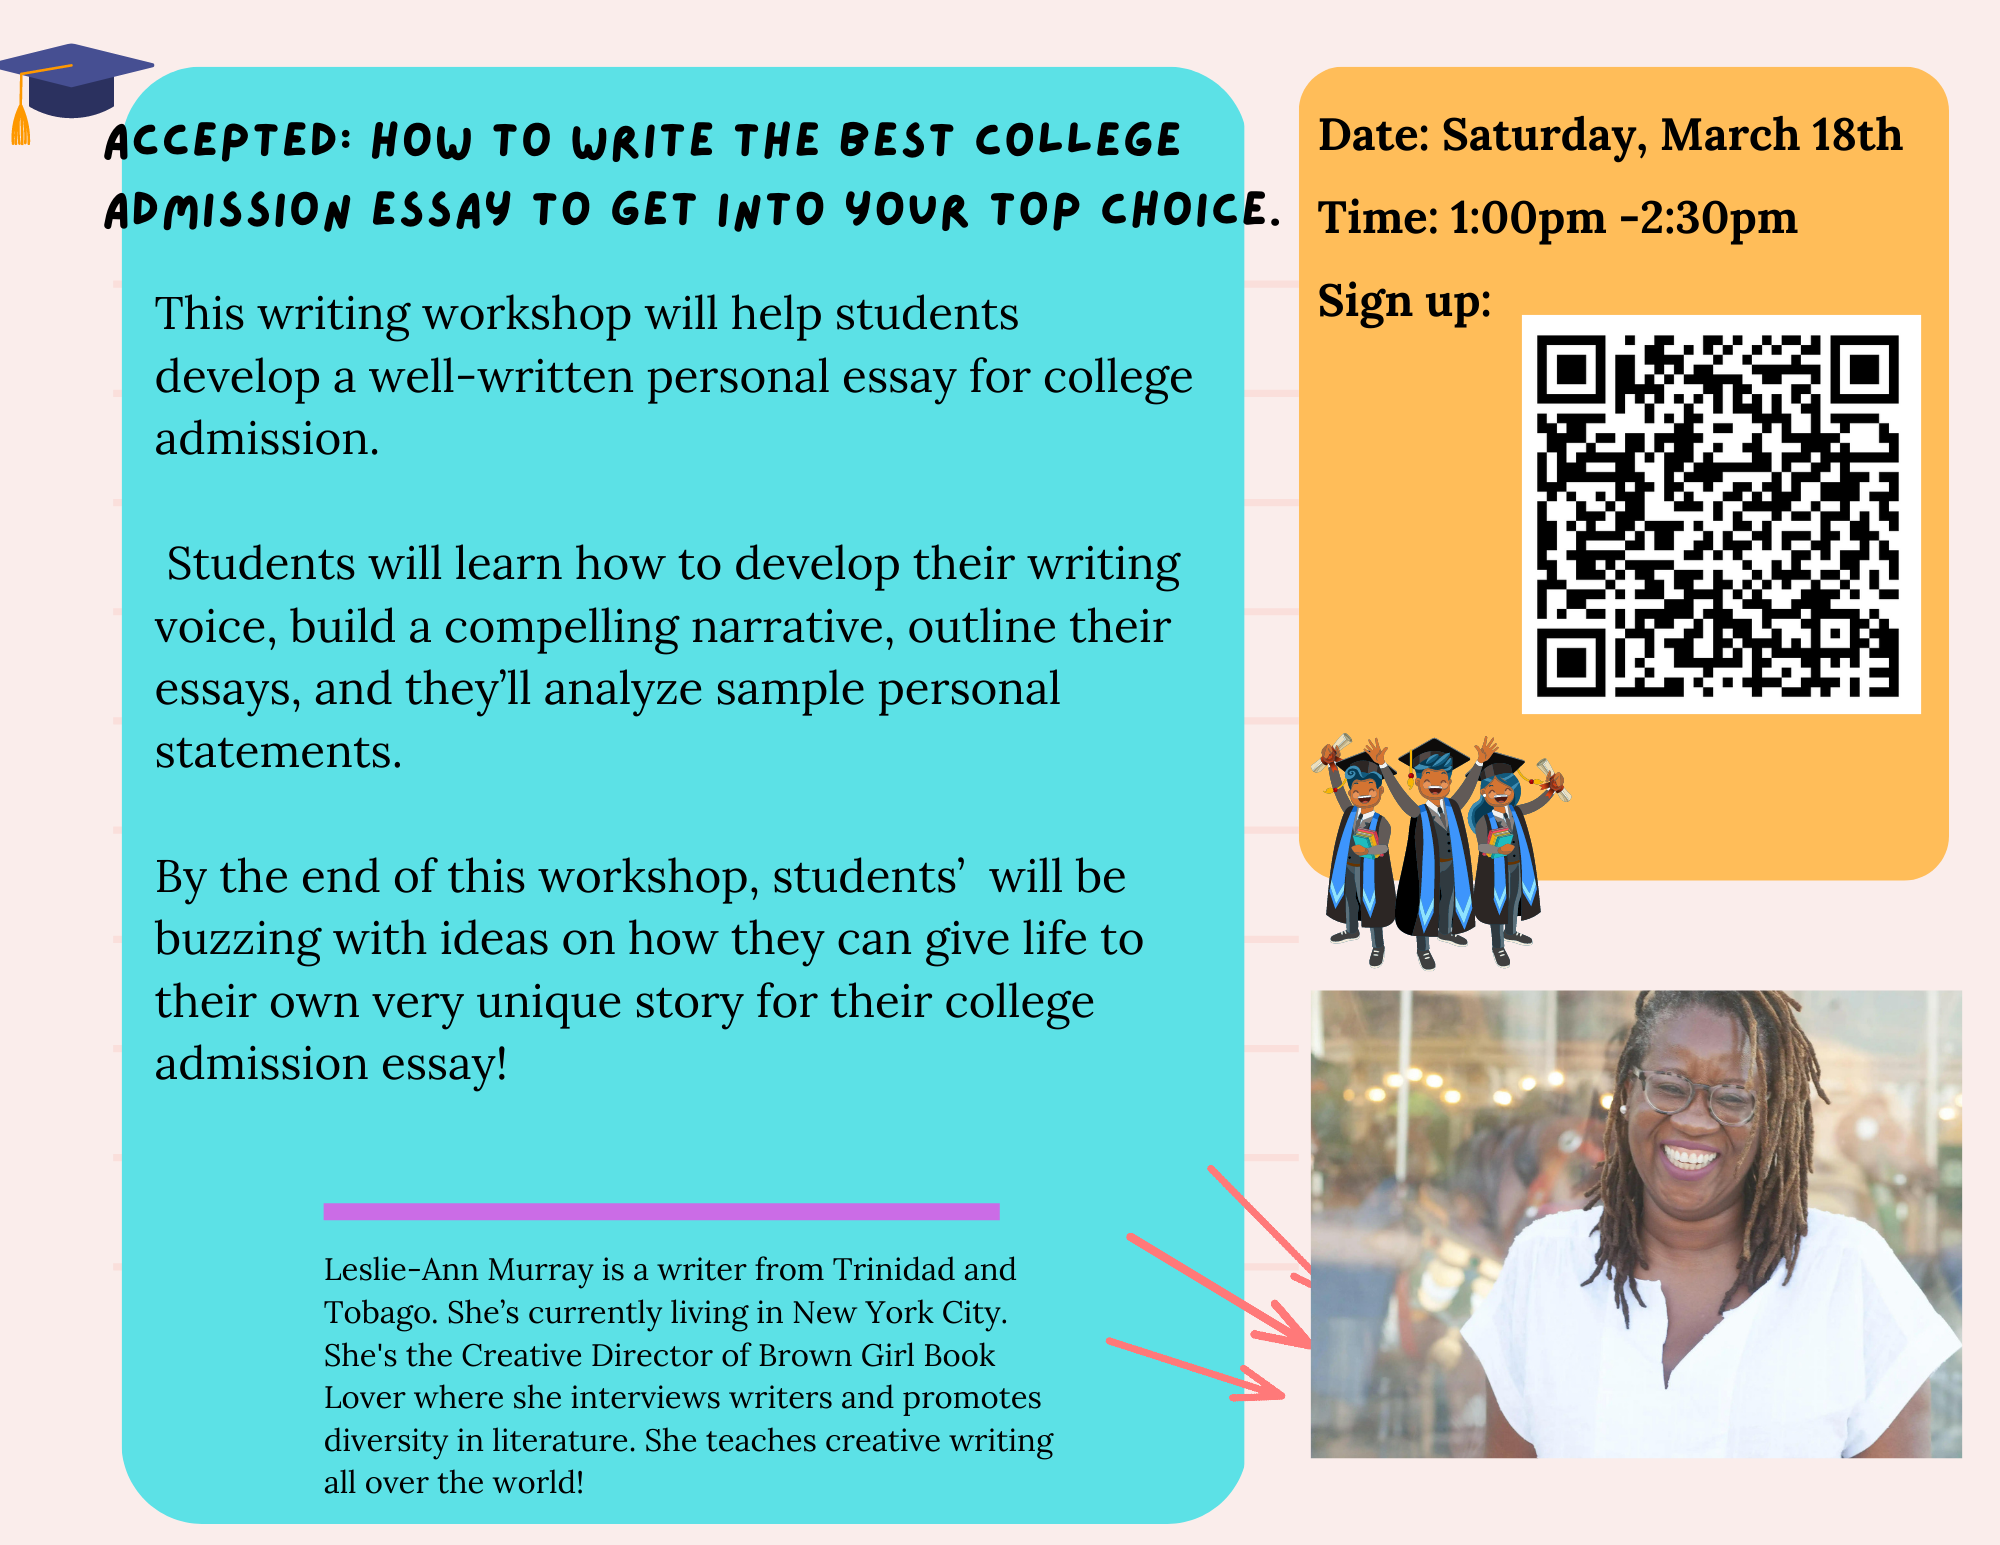 ACCEPTED: HOW TO WRITE THE BEST COLLEGE
ADMISSION ESSAY TO GET INTO YOUR TOP CHOICE.
This writing workshop will help students
develop a well-written personal essay for college
admission.
Students will learn how to develop their writing
voice, build a compelling narrative, outline their
essays, and they’ll analyze sample personal
statements.
By the end of this workshop, students’  will be
buzzing with ideas on how they can give life to
their own very unique story for their college
admission essay!
Leslie-Ann Murray is a writer from Trinidad and
Tobago. She’s currently living in New York City.
She's the Creative Director of Brown Girl Book
Lover where she interviews writers and promotes
diversity in literature. She teaches creative writing
all over the world!
Date: Saturday, March 18th
Time: 1:00pm -2:30pm
Sign up: